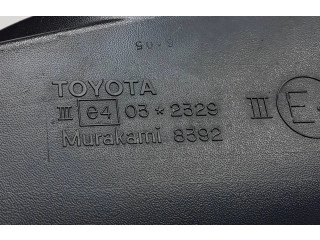 TOYOTA
III e4 03 * 2329 III E
Murakami 8392